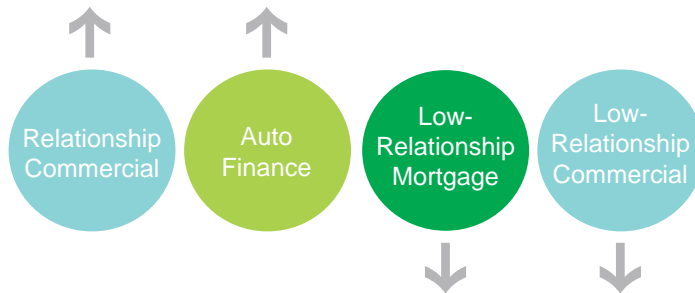 Relationship
Commercial
Auto
Finance
Low-
Relationship
Mortgage
Low-
Relationship
Commercial